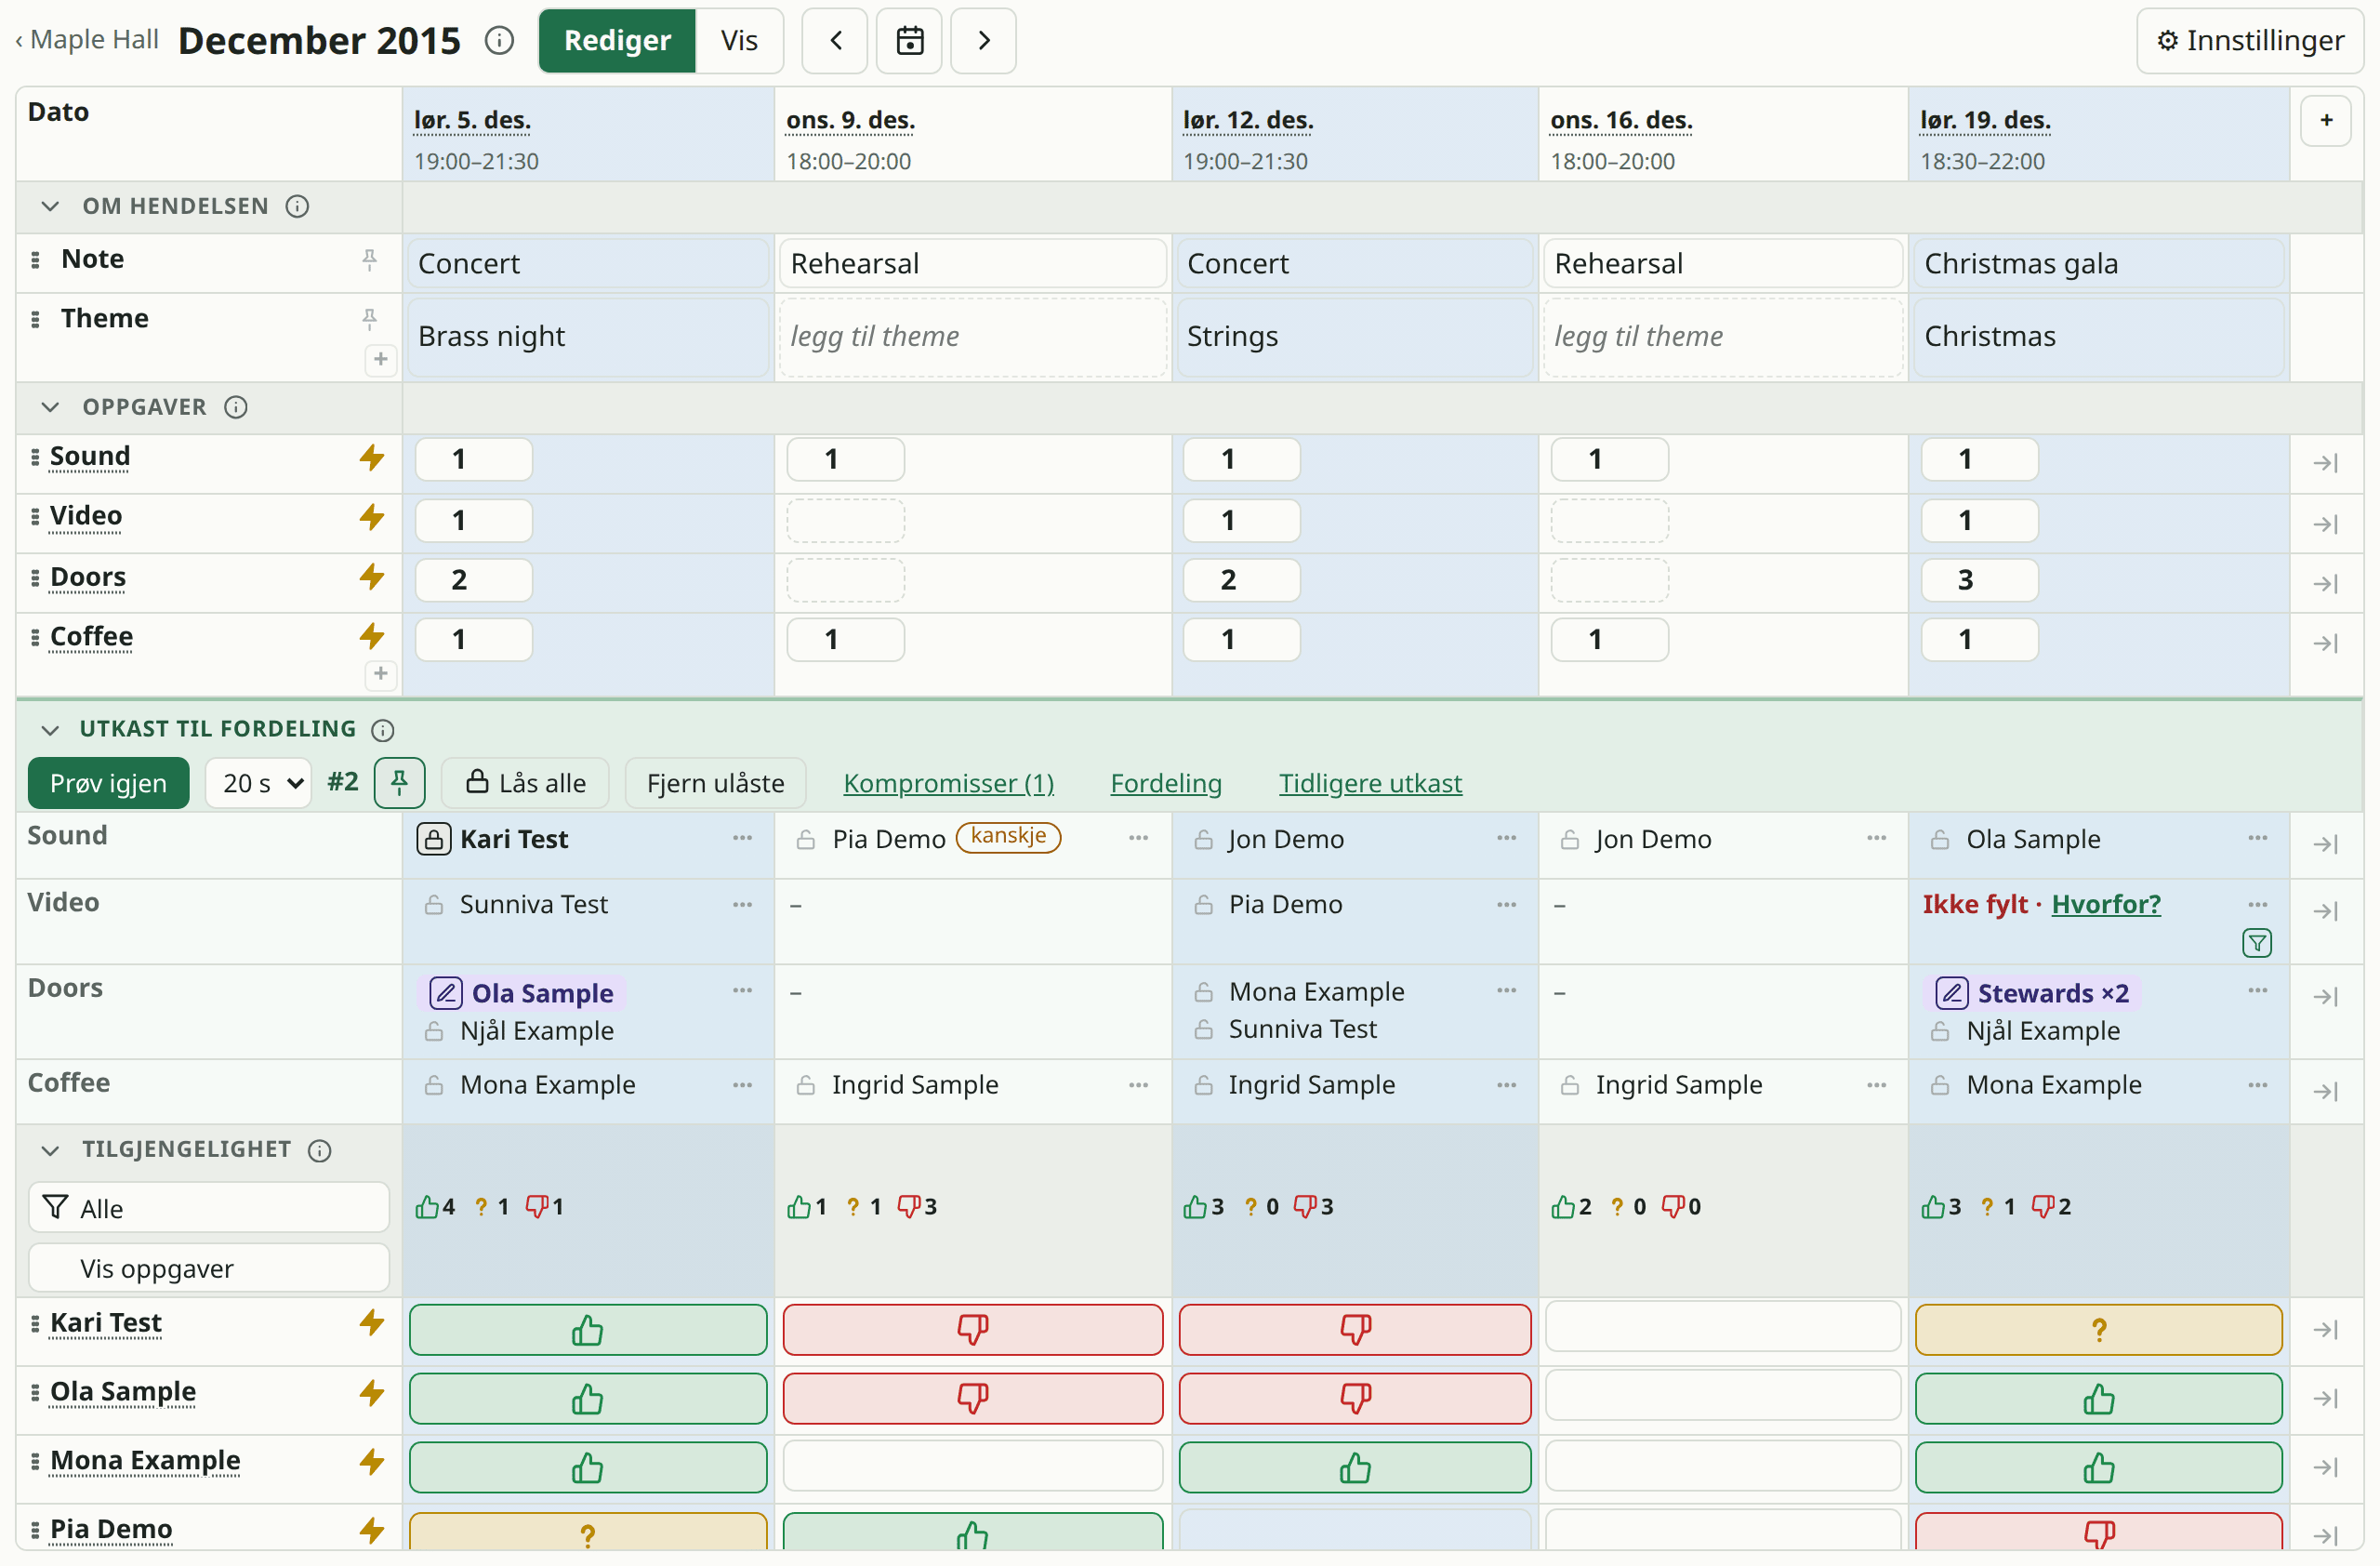 ‹ Maple Hall December 2015 Rediger Vis ⚙ Innstillinger
Dato lør. 5. des. ons. 9. des. lør. 12. des. ons. 16. des. lør. 19. des. +
19:00–21:30 18:00–20:00 19:00–21:30 18:00–20:00 18:30–22:00
OM HENDELSEN
Note Concert Rehearsal Concert Rehearsal Christmas gala
Theme Brass night legg til theme Strings legg til theme Christmas
+
OPPGAVER
Sound 1 1 1 1 1
Video 1 1 1
Doors 2 2 3
Coffee 1 1 1 1 1
+
UTKAST TIL FORDELING
Prøv igjen 20 s #2 Lås alle Fjern ulåste Kompromisser (1) Fordeling Tidligere utkast
Sound Kari Test Pia Demo kanskje Jon Demo Jon Demo Ola Sample
Video Sunniva Test – Pia Demo – Ikke fylt · Hvorfor?
Doors Ola Sample – Mona Example – Stewards ×2
Njål Example Sunniva Test Njål Example
Coffee Mona Example Ingrid Sample Ingrid Sample Ingrid Sample Mona Example
TILGJENGELIGHET
Alle 4 ? 1 1 1 ? 1 3 3 ? 0 3 2 ? 0 0 3 ? 1 2
Vis oppgaver
Kari Test ?
Ola Sample
Mona Example
Pia Demo ?